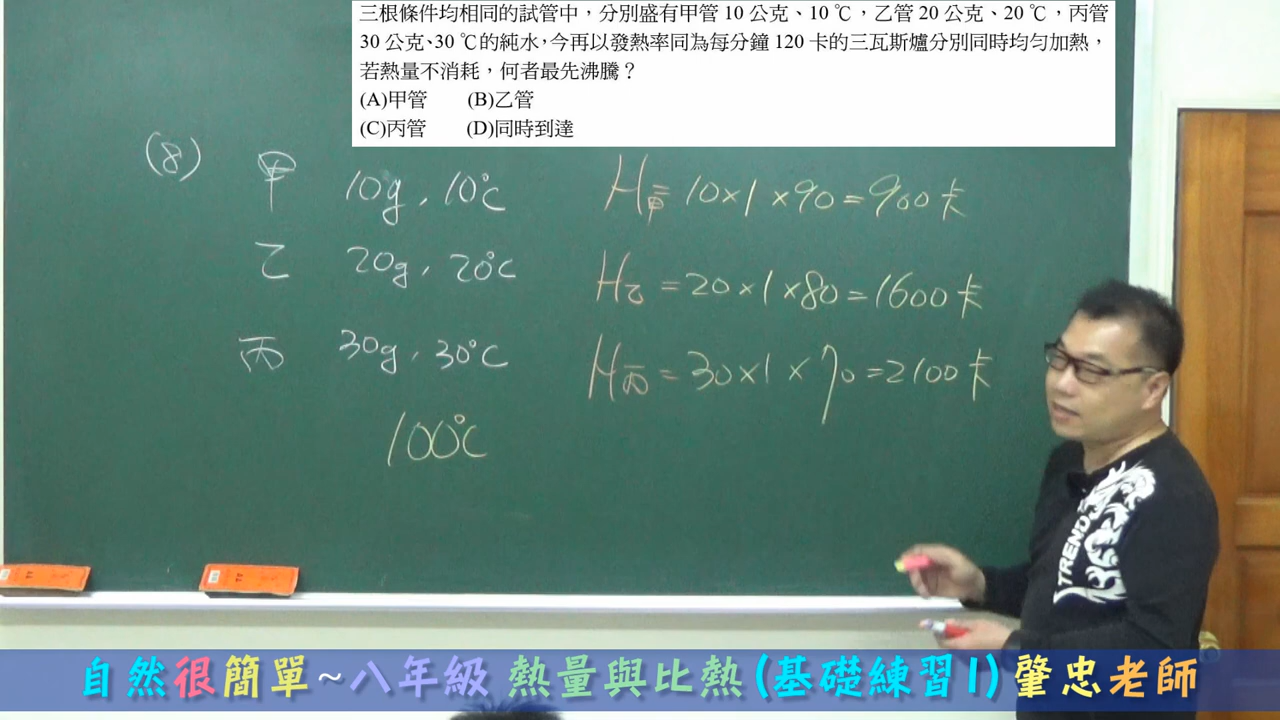 三根條件均相同的試管中，分別盛有甲管 10 公克、10 ℃，乙管 20 公克、20 ℃，丙管
30 公克、30 ℃的純水，今再以發熱率同為每分鐘 120 卡的三瓦斯爐分別同時均勻加熱，
若熱量不消耗，何者最先沸騰？
(A)甲管 (B)乙管
(C)丙管 (D)同時到達
(8) 甲 10g , 10℃ H甲 = 10×1×90=900卡
乙 20g , 20℃ H乙 = 20×1×80=1600卡
丙 30g , 30℃ H丙 = 30×1×70=2100卡
100℃
TREND
自然很簡單~八年級 熱量與比熱(基礎練習1)肇忠老師